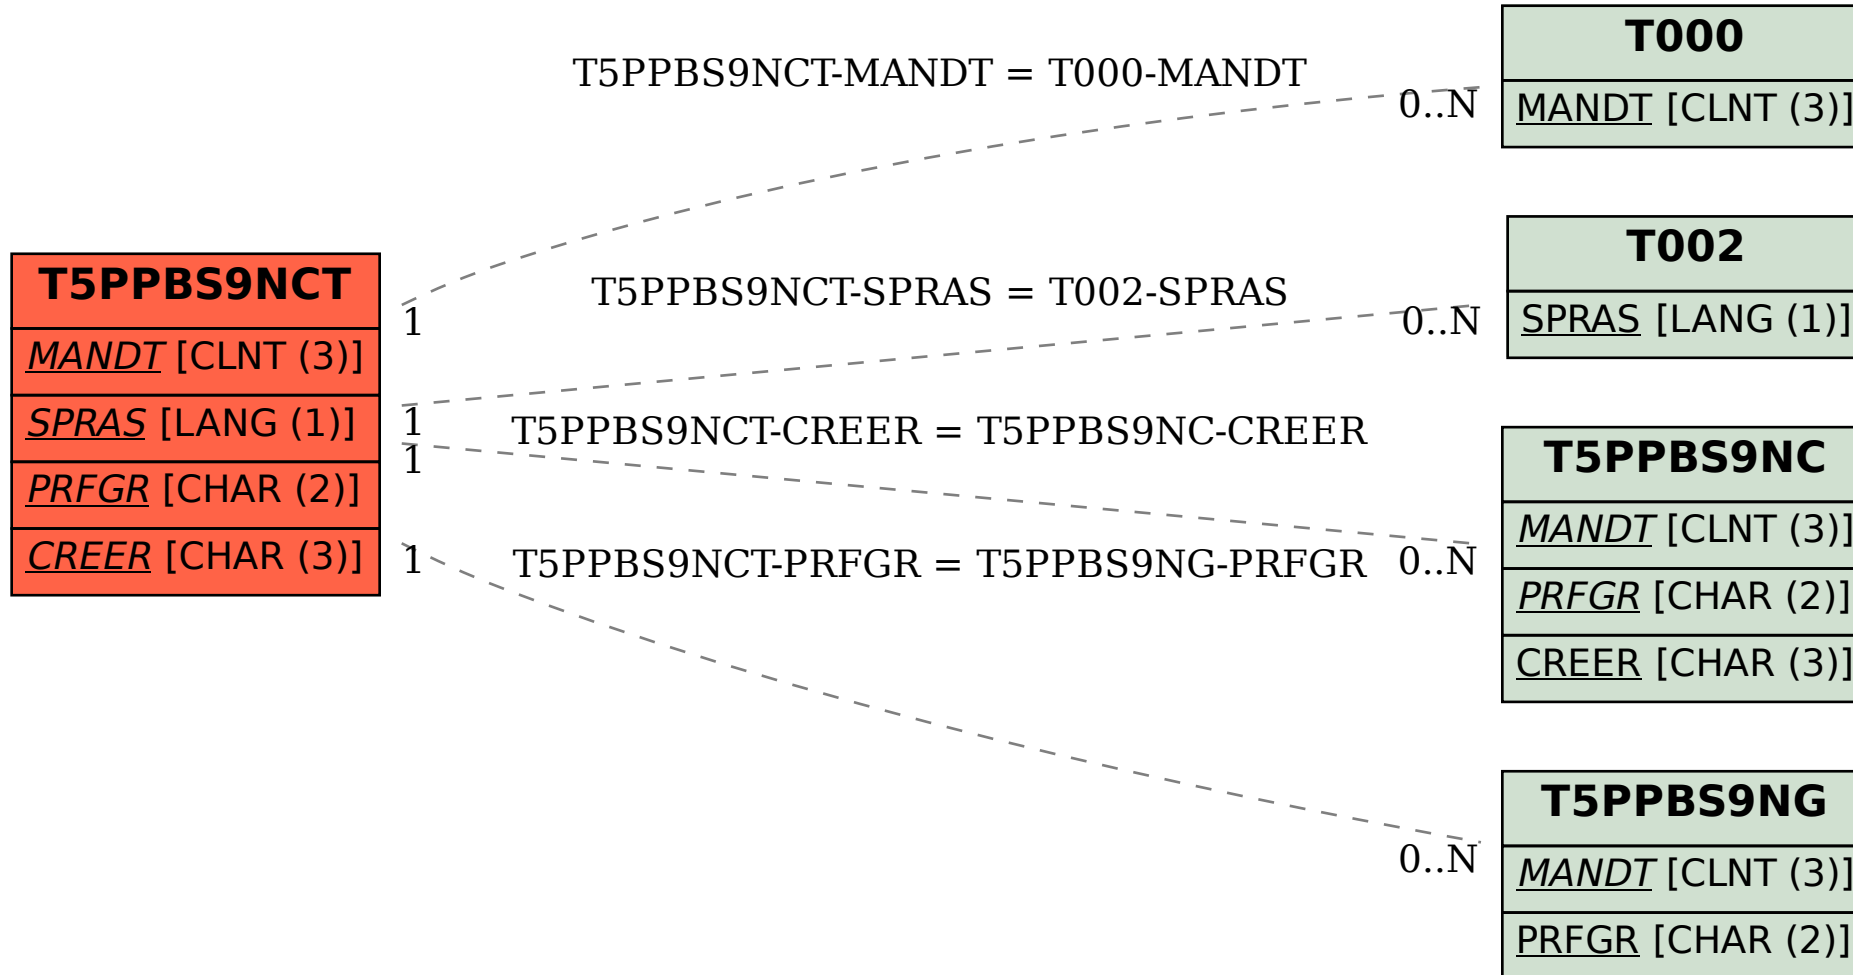 T5PPBS9NCT
MANDT [CLNT (3)]
SPRAS [LANG (1)]
PRFGR [CHAR (2)]
CREER [CHAR (3)]
T5PPBS9NCT-MANDT = T000-MANDT
1
0..N
T5PPBS9NCT-SPRAS = T002-SPRAS
1
0..N
T5PPBS9NCT-CREER = T5PPBS9NC-CREER
1
0..N
T5PPBS9NCT-PRFGR = T5PPBS9NG-PRFGR
1
0..N
T000
MANDT [CLNT (3)]
T002
SPRAS [LANG (1)]
T5PPBS9NC
MANDT [CLNT (3)]
PRFGR [CHAR (2)]
CREER [CHAR (3)]
T5PPBS9NG
MANDT [CLNT (3)]
PRFGR [CHAR (2)]